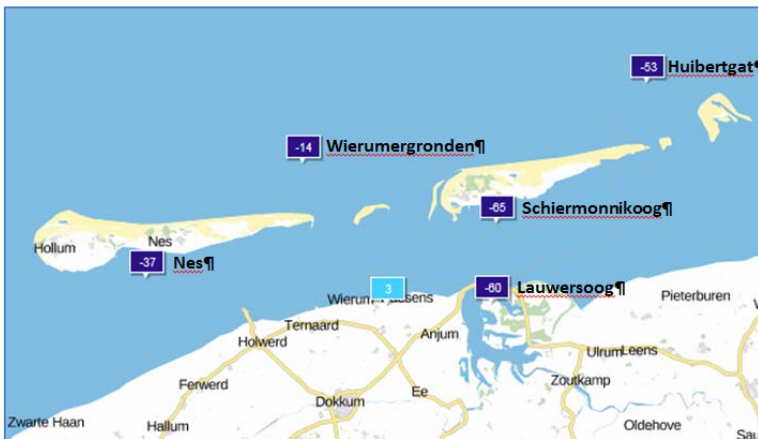 -53 Huibertgat¶
-14 Wierumergronden¶
-65 Schiermonnikoog¶
Hollum
Nes
-37 Nes¶
3
-60 Lauwersoog¶
Wierum
Pieterburen
Ternaard
Anjum
Holwerd
Ulrum
Leens
Ferwerd
Ee
Zoutkamp
Dokkum
Zwarte Haan
Hallum
Oldehove